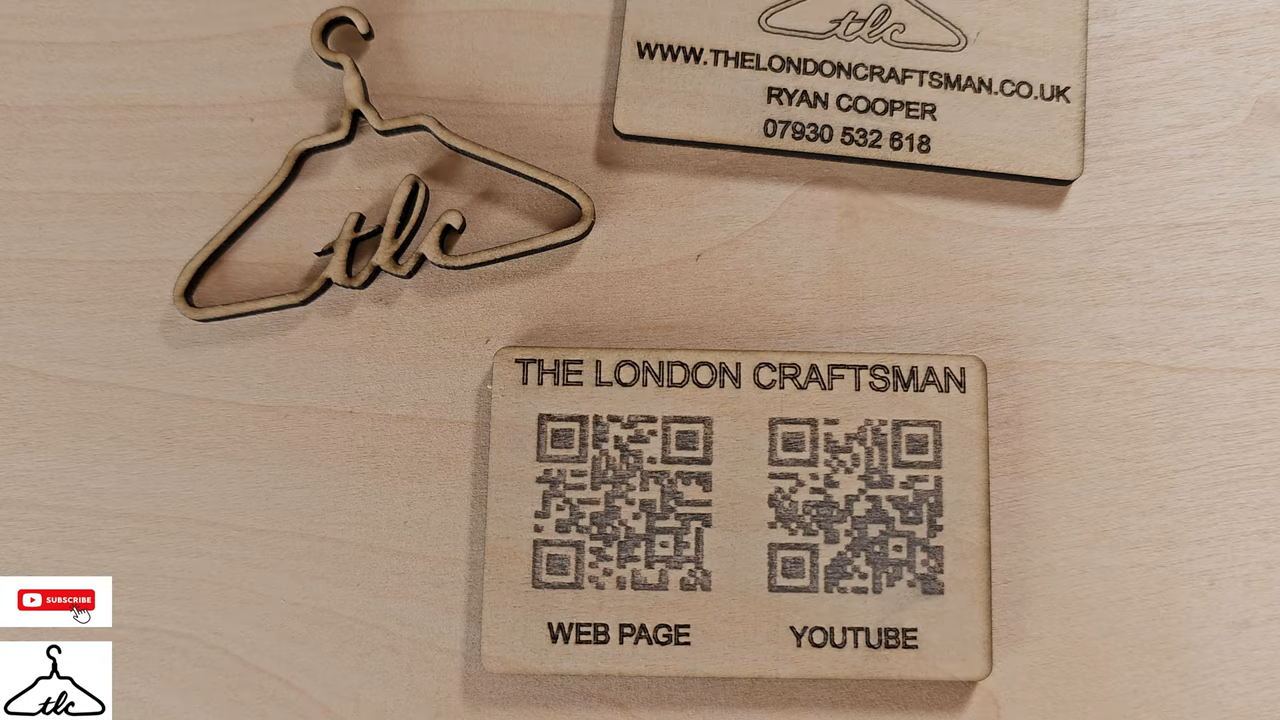 tlc
WWW.THELONDONCRAFTSMAN.CO.UK
RYAN COOPER
07930 532 618
tlc
THE LONDON CRAFTSMAN
WEB PAGE
YOUTUBE
SUBSCRIBE
tlc